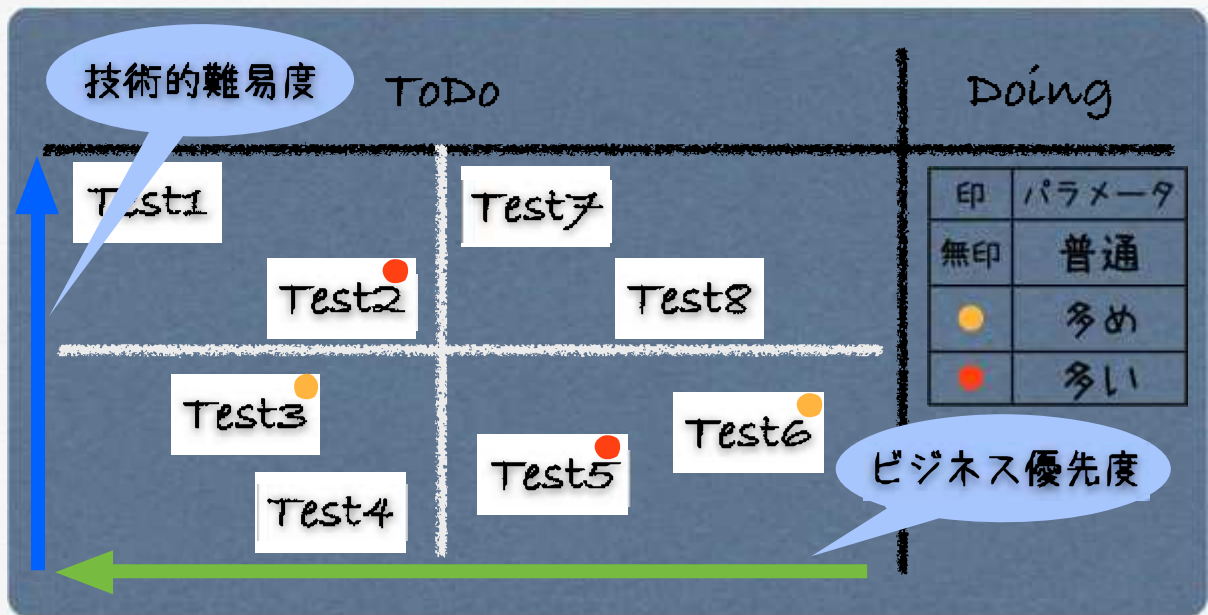 技術的難易度
ToDo
Doing
Test1
Test7
Test2
Test8
Test3
Test6
Test5
Test4
印 パラメータ
無印 普通
多め
多い
ビジネス優先度